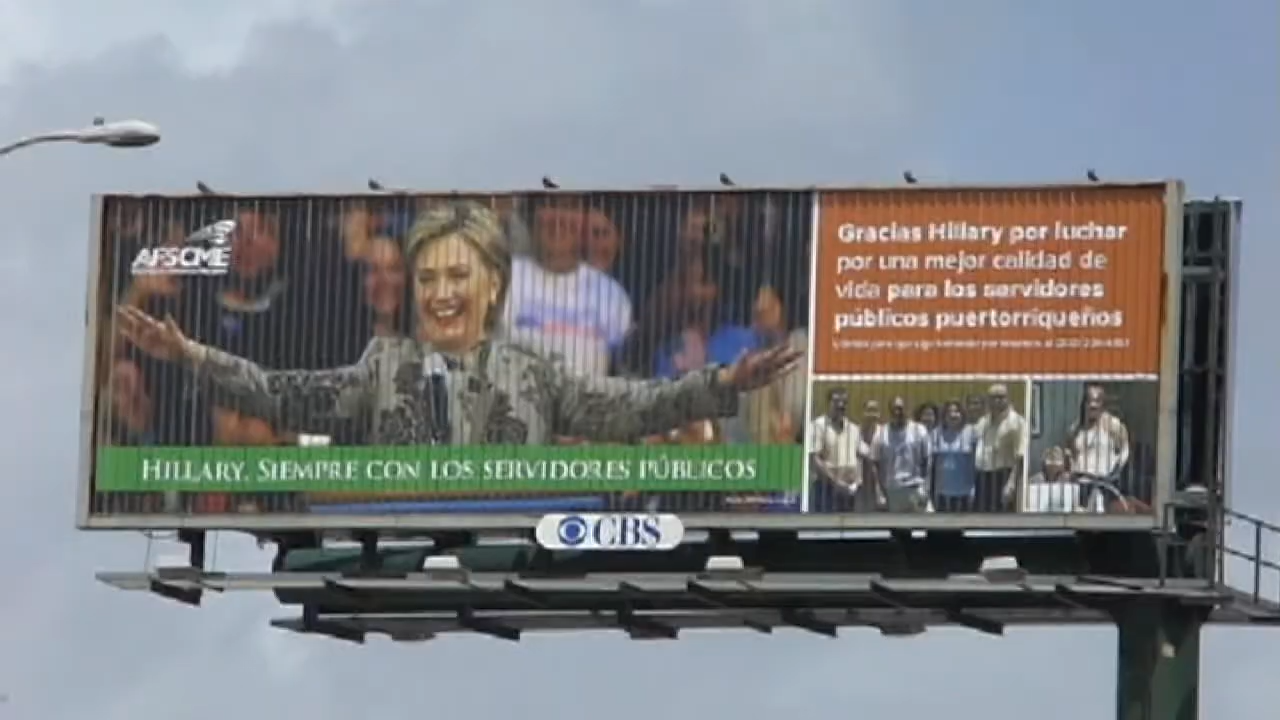 AFSCME
HILLARY. SIEMPRE CON LOS SERVIDORES PÚBLICOS
Gracias Hillary por luchar
por una mejor calidad de
vida para los servidores
públicos puertorriqueños
CBS